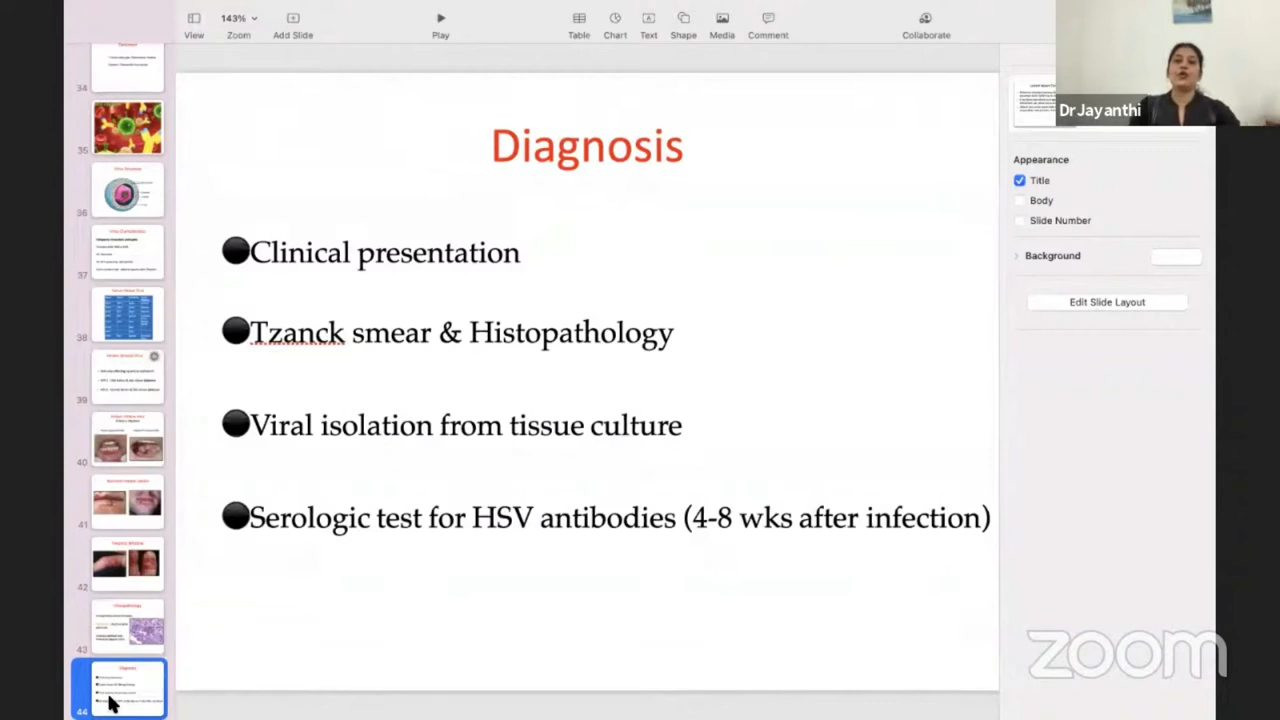 143%
View
Zoom
Add Slide
Play
Table
Chart
Text
Shape
Media
Comment
Collaborate
Dr Jayanthi
34
35
36
37
38
39
40
41
42
43
44
Diagnosis
Clinical presentation
Tzanck smear & Histopathology
Viral isolation from tissue culture
Serologic test for HSV antibodies (4-8 wks after infection)
Appearance
Title
Body
Slide Number
Background
Edit Slide Layout
zoom